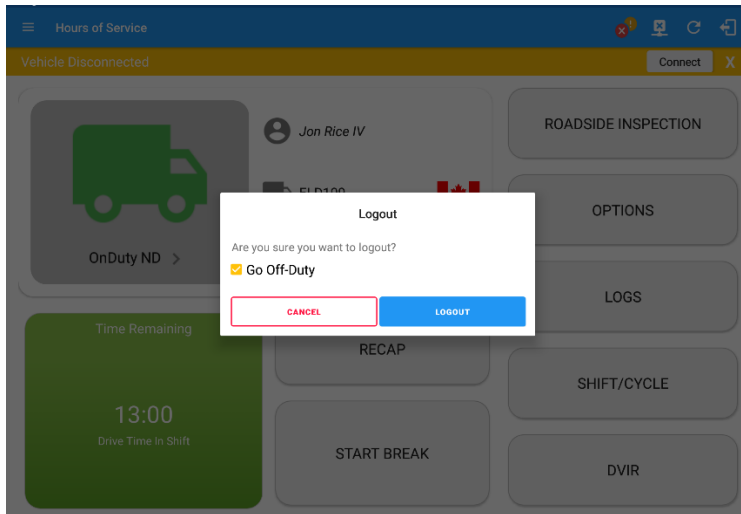 Hours of Service
Vehicle Disconnected
Connect
X
Jon Rice IV
ELD100
OnDuty ND >
Time Remaining
13:00
Drive Time In Shift
Logout
Are you sure you want to logout?
Go Off-Duty
CANCEL
LOGOUT
RECAP
START BREAK
ROADSIDE INSPECTION
OPTIONS
LOGS
SHIFT/CYCLE
DVIR